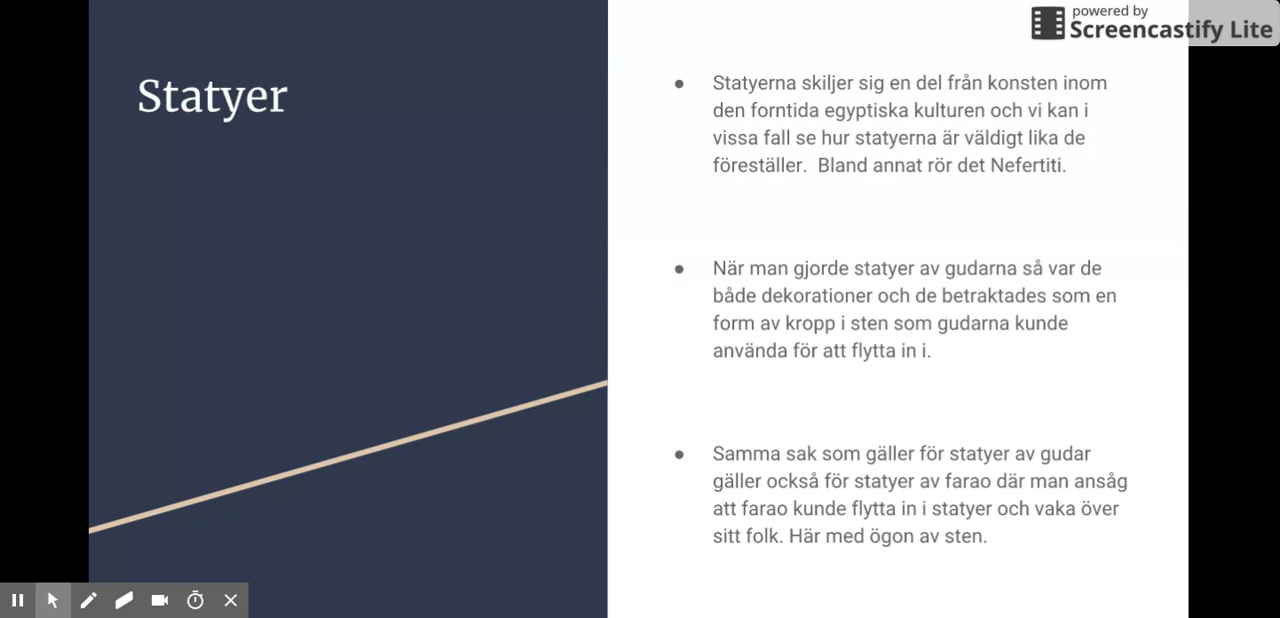 powered by
Screencastify Lite
Statyer
● Statyerna skiljer sig en del från konsten inom
den forntida egyptiska kulturen och vi kan i
vissa fall se hur statyerna är väldigt lika de
föreställer.  Bland annat rör det Nefertiti.
● När man gjorde statyer av gudarna så var de
både dekorationer och de betraktades som en
form av kropp i sten som gudarna kunde
använda för att flytta in i.
● Samma sak som gäller för statyer av gudar
gäller också för statyer av farao där man ansåg
att farao kunde flytta in i statyer och vaka över
sitt folk. Här med ögon av sten.